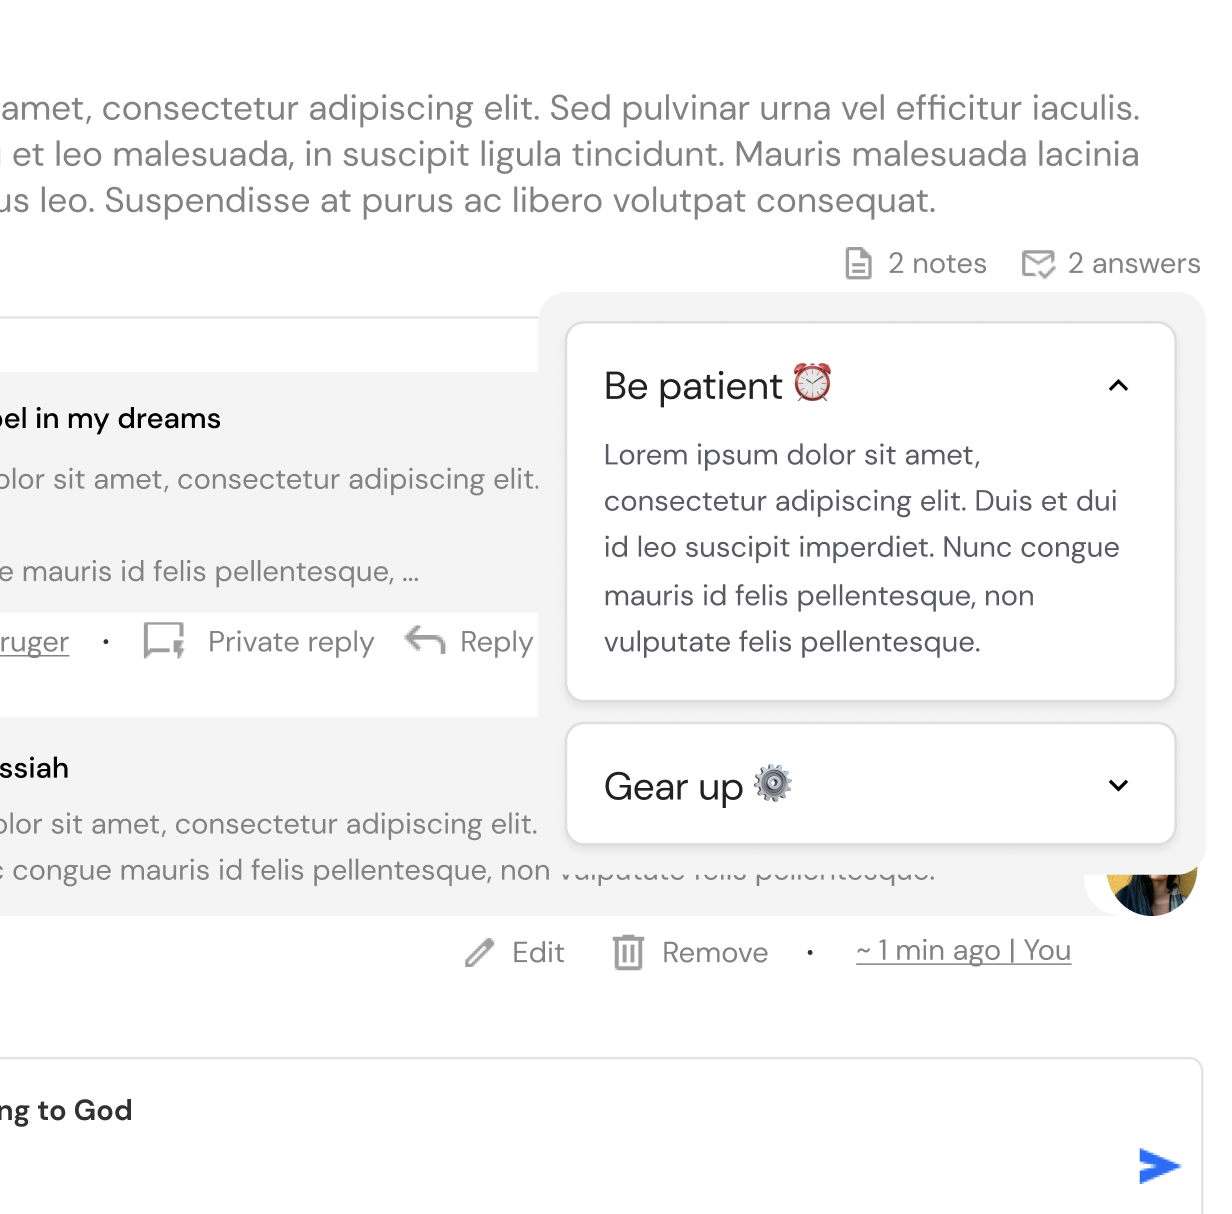 amet, consectetur adipiscing elit. Sed pulvinar urna vel efficitur iaculis.
et leo malesuada, in suscipit ligula tincidunt. Mauris malesuada lacinia
us leo. Suspendisse at purus ac libero volutpat consequat.
2 notes 2 answers
Be patient ⏰
Lorem ipsum dolor sit amet,
consectetur adipiscing elit. Duis et dui
id leo suscipit imperdiet. Nunc congue
mauris id felis pellentesque, non
vulputate felis pellentesque.
Gear up ⚙️
pel in my dreams
olor sit amet, consectetur adipiscing elit.
e mauris id felis pellentesque, ...
ruger · Private reply Reply
ssiah
olor sit amet, consectetur adipiscing elit.
c congue mauris id felis pellentesque, non vulputate felis pellentesque.
Edit Remove · ~ 1 min ago | You
ng to God